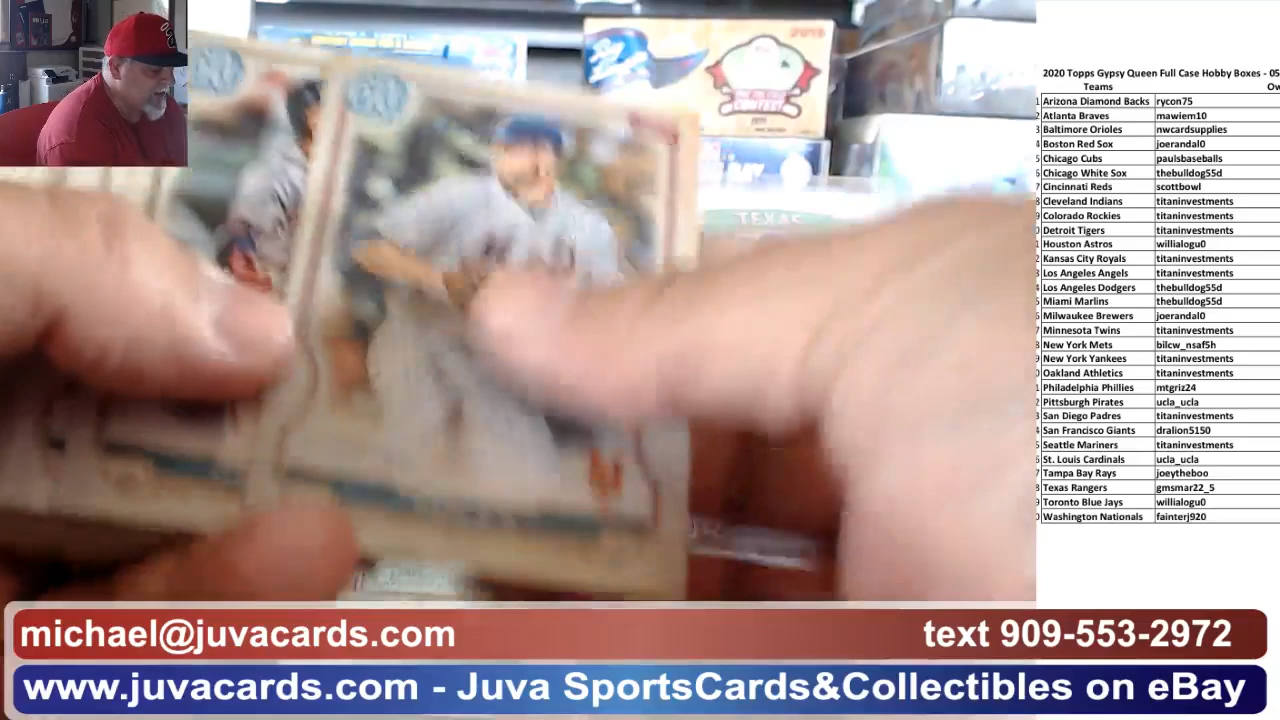 2015
TEXAS
CONTEST
GQ
2020 Topps Gypsy Queen Full Case Hobby Boxes - 05
Teams Ow
Arizona Diamond Backs rycon75
Atlanta Braves mawiem10
Baltimore Orioles nwcardsupplies
Boston Red Sox joerandal0
Chicago Cubs paulsbaseballs
Chicago White Sox thebulldog55d
Cincinnati Reds scottbowl
Cleveland Indians titaninvestments
Colorado Rockies titaninvestments
Detroit Tigers titaninvestments
Houston Astros willialogu0
Kansas City Royals titaninvestments
Los Angeles Angels titaninvestments
Los Angeles Dodgers thebulldog55d
Miami Marlins thebulldog55d
Milwaukee Brewers joerandal0
Minnesota Twins titaninvestments
New York Mets bilcw_nsaf5h
New York Yankees titaninvestments
Oakland Athletics titaninvestments
Philadelphia Phillies mtgriz24
Pittsburgh Pirates ucla_ucla
San Diego Padres titaninvestments
San Francisco Giants dralion5150
Seattle Mariners titaninvestments
St. Louis Cardinals ucla_ucla
Tampa Bay Rays joeytheboo
Texas Rangers gmsmar22_5
Toronto Blue Jays willialogu0
Washington Nationals fainterj920
michael@juvacards.com text 909-553-2972
www.juvacards.com - Juva SportsCards&Collectibles on eBay